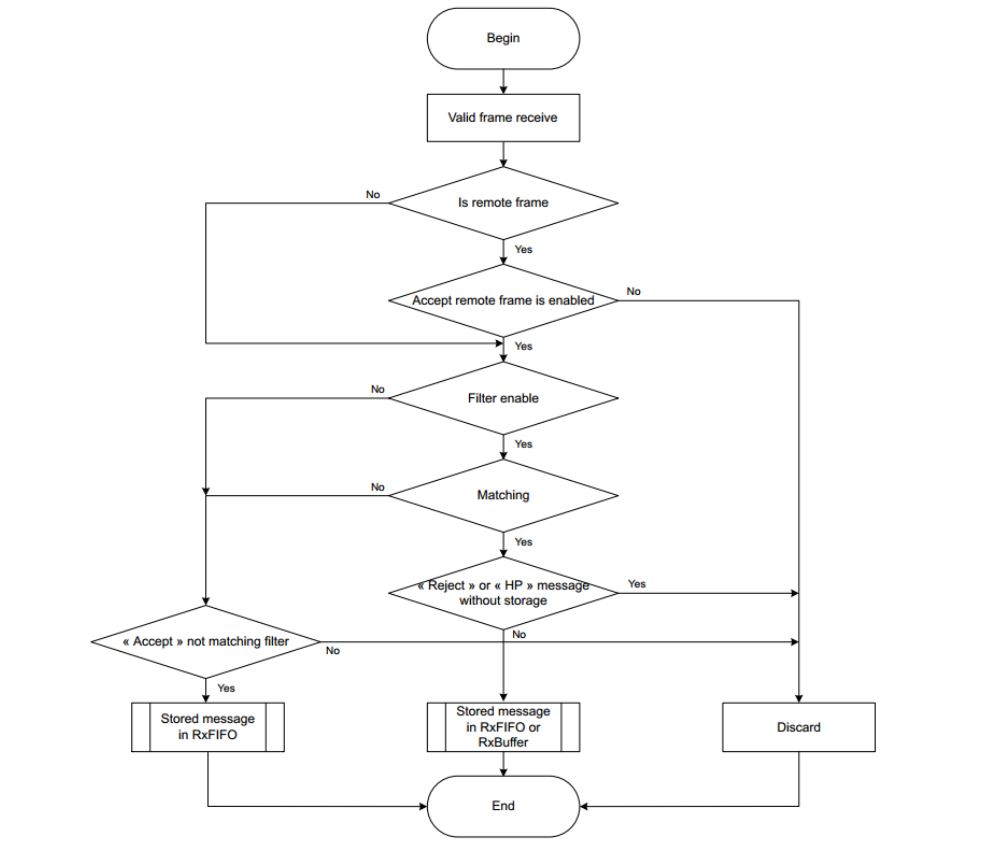 Begin
Valid frame receive
No
Is remote frame
Yes
No
Accept remote frame is enabled
Yes
No
Filter enable
Yes
No
Matching
Yes
« Reject » or « HP » message
without storage
Yes
No
« Accept » not matching filter
No
Yes
Stored message
in RxFIFO
Stored message
in RxFIFO or
RxBuffer
Discard
End